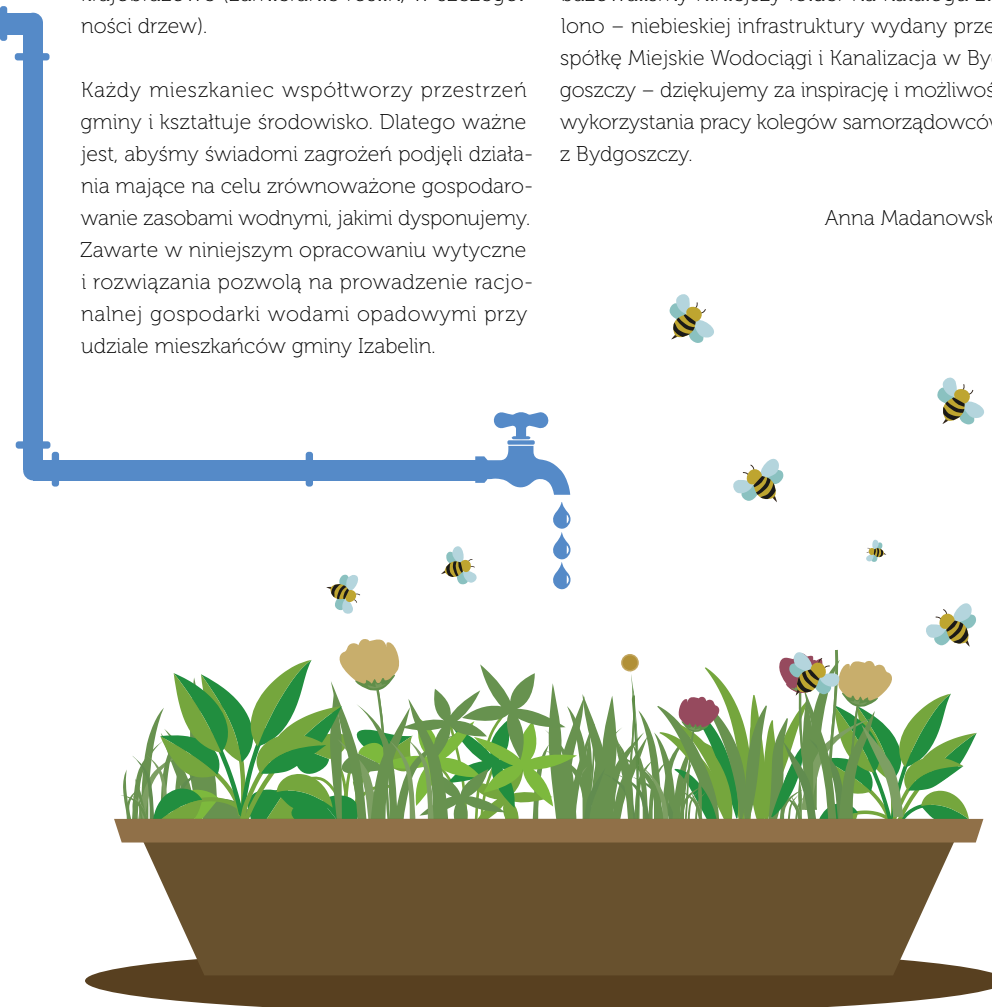 ności drzew).
Każdy mieszkaniec współtworzy przestrzeń
gminy i kształtuje środowisko. Dlatego ważne
jest, abyśmy świadomi zagrożeń podjęli działa-
nia mające na celu zrównoważone gospodaro-
wanie zasobami wodnymi, jakimi dysponujemy.
Zawarte w niniejszym opracowaniu wytyczne
i rozwiązania pozwolą na prowadzenie racjo-
nalnej gospodarki wodami opadowymi przy
udziale mieszkańców gminy Izabelin.
lono – niebieskiej infrastruktury wydany prze
spółkę Miejskie Wodociągi i Kanalizacja w By
goszczy – dziękujemy za inspirację i możliwoś
wykorzystania pracy kolegów samorządowców
z Bydgoszczy.
Anna Madanowsk